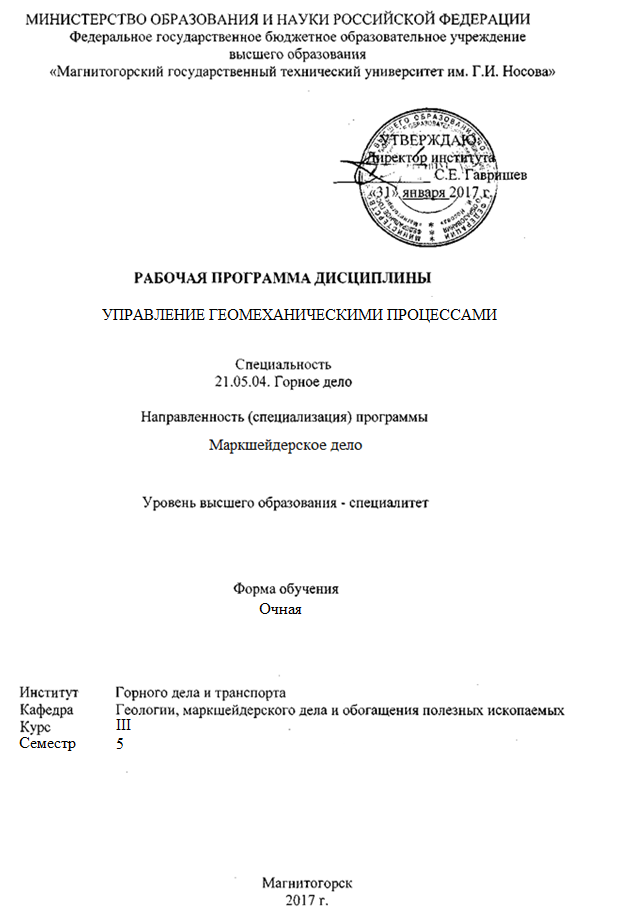 МИНИСТЕРСТВО ОБРАЗОВАНИЯ И НАУКИ РОССИЙСКОЙ ФЕДЕРАЦИИ
Федеральное государственное бюджетное образовательное учреждение
высшего образования
«Магнитогорский государственный технический университет им. Г.И. Носова»
УТВЕРЖДАЮ
Директор института
С.Е. Гавришев
«31» января 2017 г.
РАБОЧАЯ ПРОГРАММА ДИСЦИПЛИНЫ
УПРАВЛЕНИЕ ГЕОМЕХАНИЧЕСКИМИ ПРОЦЕССАМИ
Специальность
21.05.04. Горное дело
Направленность (специализация) программы
Маркшейдерское дело
Уровень высшего образования - специалитет
Форма обучения
Очная
Институт Горного дела и транспорта
Кафедра Геологии, маркшейдерского дела и обогащения полезных ископаемых
Курс III
Семестр 5
Магнитогорск
2017 г.